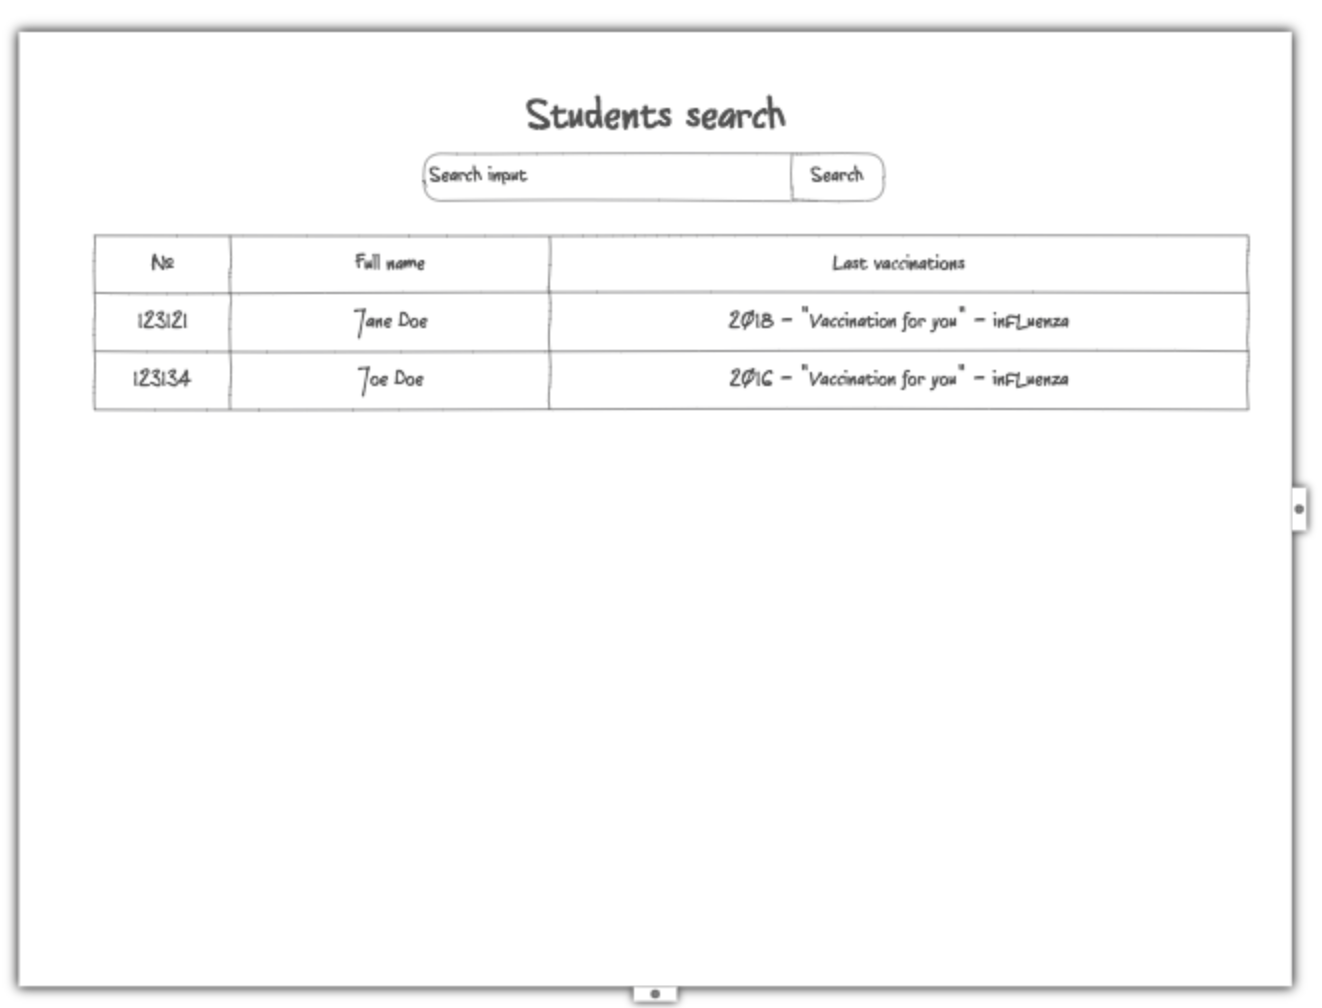 Students search
Search input Search
№ Full name Last vaccinations
123121 Jane Doe 2018 - "Vaccination for you" - inFLuenza
123134 Joe Doe 2016 - "Vaccination for you" - inFLuenza